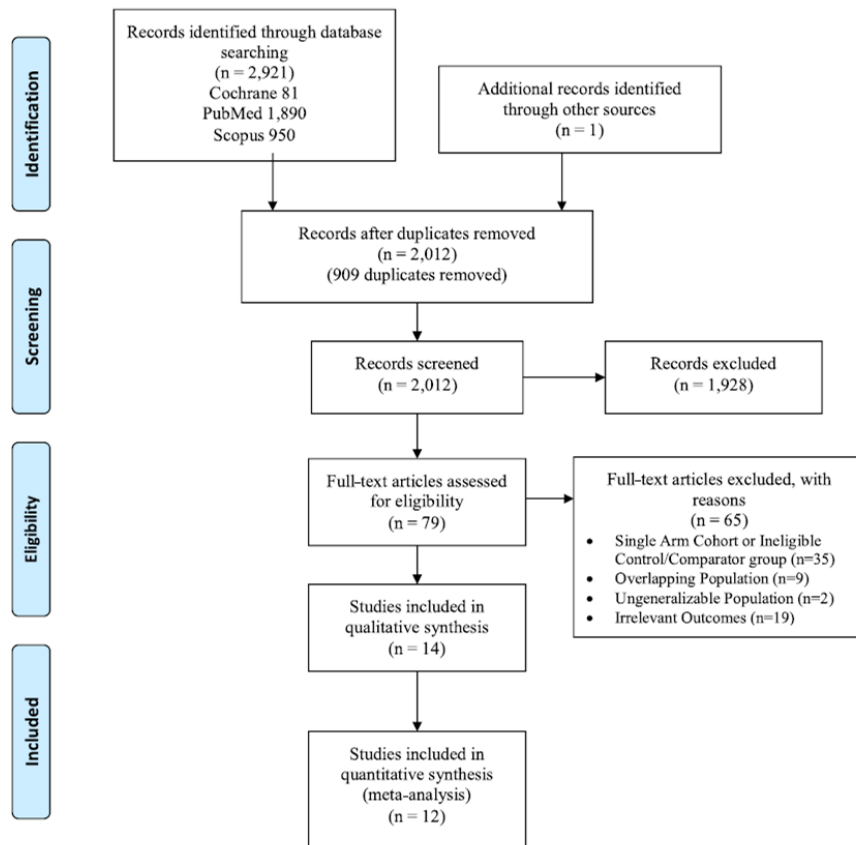 Identification
Records identified through database
searching
(n = 2,921)
Cochrane 81
PubMed 1,890
Scopus 950
Additional records identified
through other sources
(n = 1)
Records after duplicates removed
(n = 2,012)
(909 duplicates removed)
Screening
Records screened
(n = 2,012)
Records excluded
(n = 1,928)
Eligibility
Full-text articles assessed
for eligibility
(n = 79)
Full-text articles excluded, with
reasons
(n = 65)
• Single Arm Cohort or Ineligible
Control/Comparator group (n=35)
• Overlapping Population (n=9)
• Ungeneralizable Population (n=2)
• Irrelevant Outcomes (n=19)
Studies included in
qualitative synthesis
(n = 14)
Included
Studies included in
quantitative synthesis
(meta-analysis)
(n = 12)